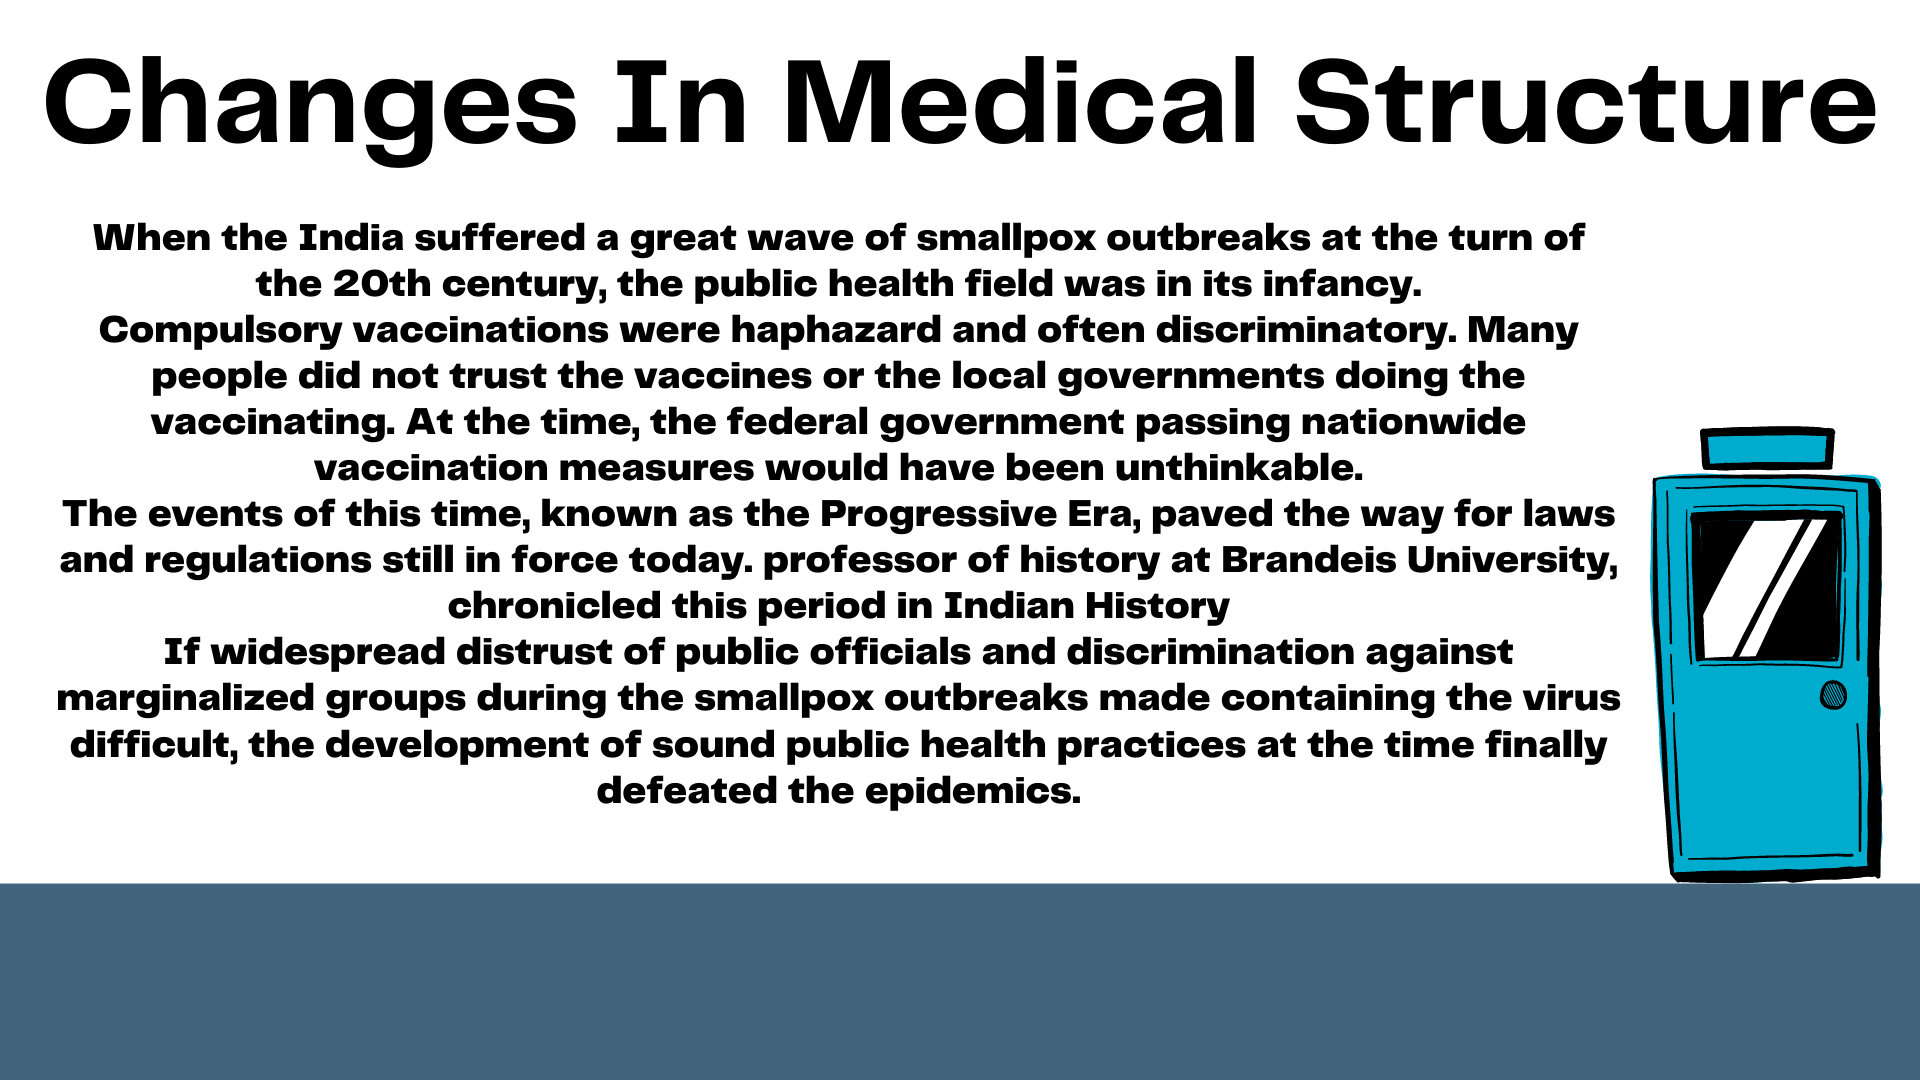 Changes In Medical Structure
When the India suffered a great wave of smallpox outbreaks at the turn of
the 20th century, the public health field was in its infancy.
Compulsory vaccinations were haphazard and often discriminatory. Many
people did not trust the vaccines or the local governments doing the
vaccinating. At the time, the federal government passing nationwide
vaccination measures would have been unthinkable.
The events of this time, known as the Progressive Era, paved the way for laws
and regulations still in force today. professor of history at Brandeis University,
chronicled this period in Indian History
If widespread distrust of public officials and discrimination against
marginalized groups during the smallpox outbreaks made containing the virus
difficult, the development of sound public health practices at the time finally
defeated the epidemics.